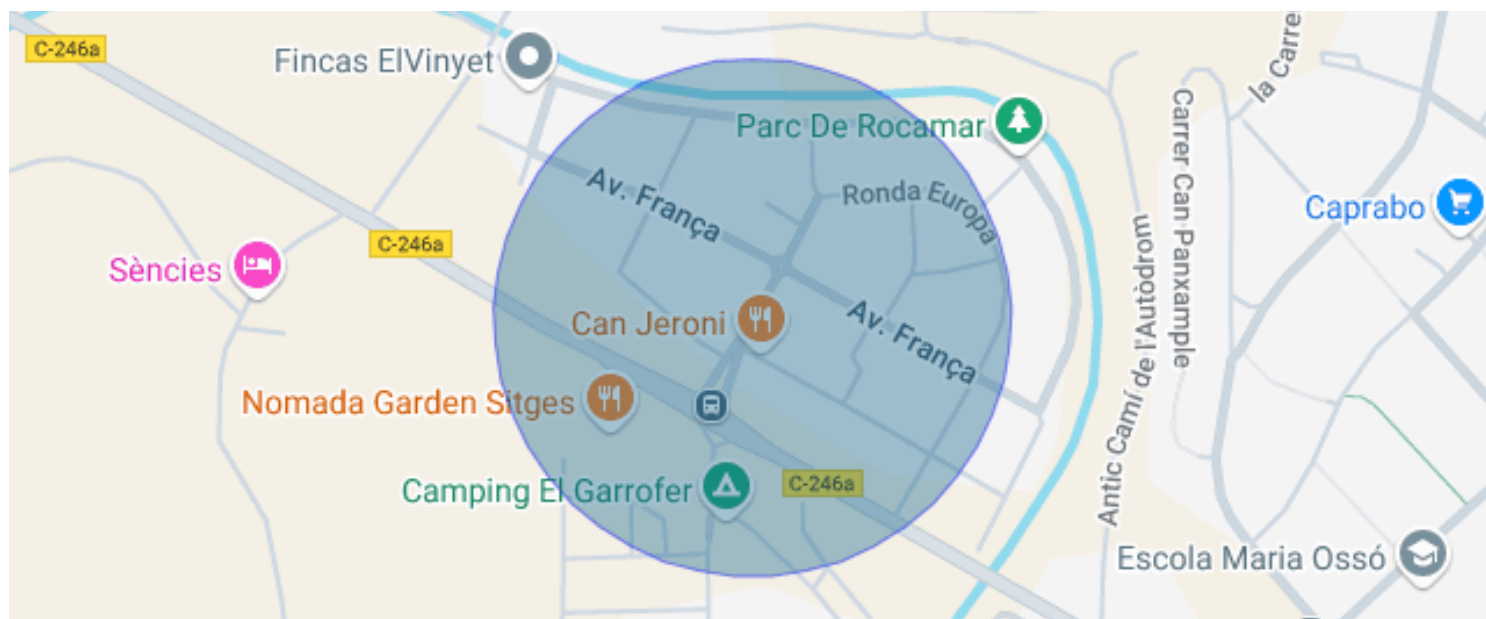 C-246a
Fincas ElVinyet
la Carre
Parc De Rocamar
Carrer Can Panxample
Av. França
Ronda Europa
Caprabo
C-246a
Sències
Antic Camí de l'Autòdrom
Can Jeroni
Av. França
Nomada Garden Sitges
Camping El Garrofer
C-246a
Escola Maria Ossó